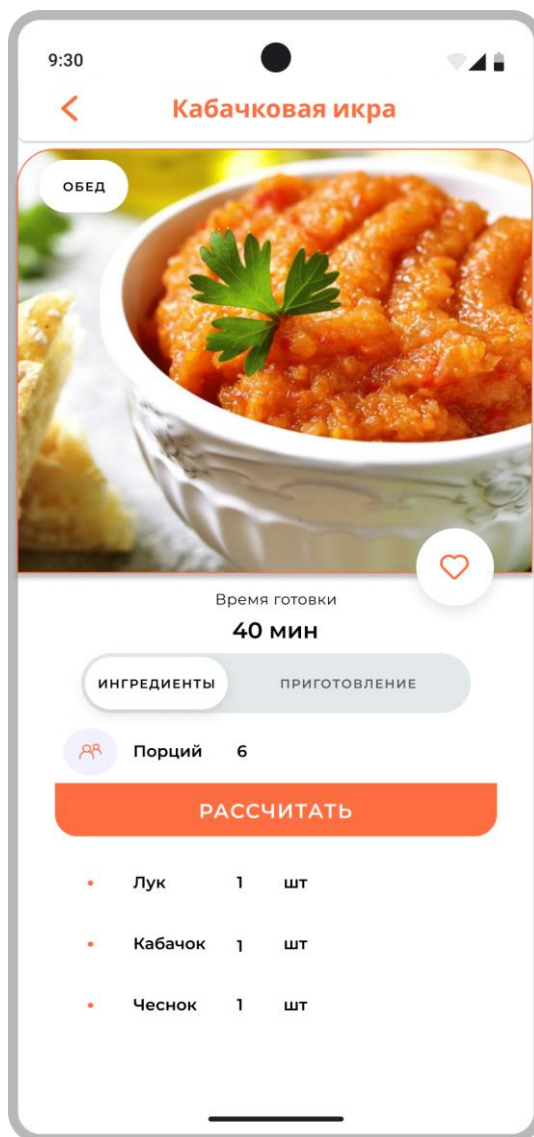 9:30
Кабачковая икра
ОБЕД
Время готовки
40 мин
ИНГРЕДИЕНТЫ ПРИГОТОВЛЕНИЕ
Порций 6
РАССЧИТАТЬ
• Лук 1 шт
• Кабачок 1 шт
• Чеснок 1 шт